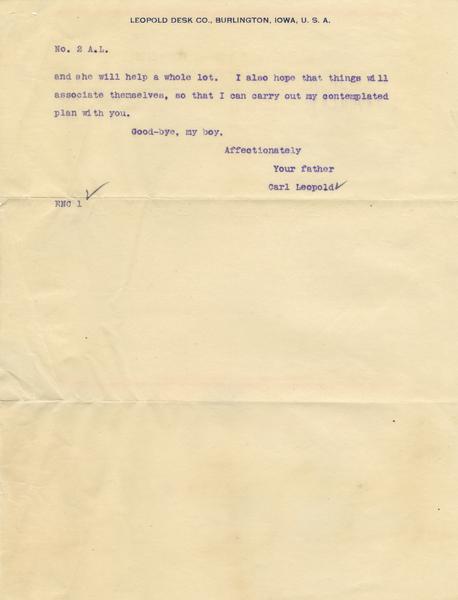 LEOPOLD DESK CO., BURLINGTON, IOWA, U. S. A.
No. 2 A.L.
and she will help a whole lot. I also hope that things will
associate themselves, so that I can carry out my contemplated
plan with you.
Good-bye, my boy.
Affectionately
Your father
Carl Leopold
ENC 1